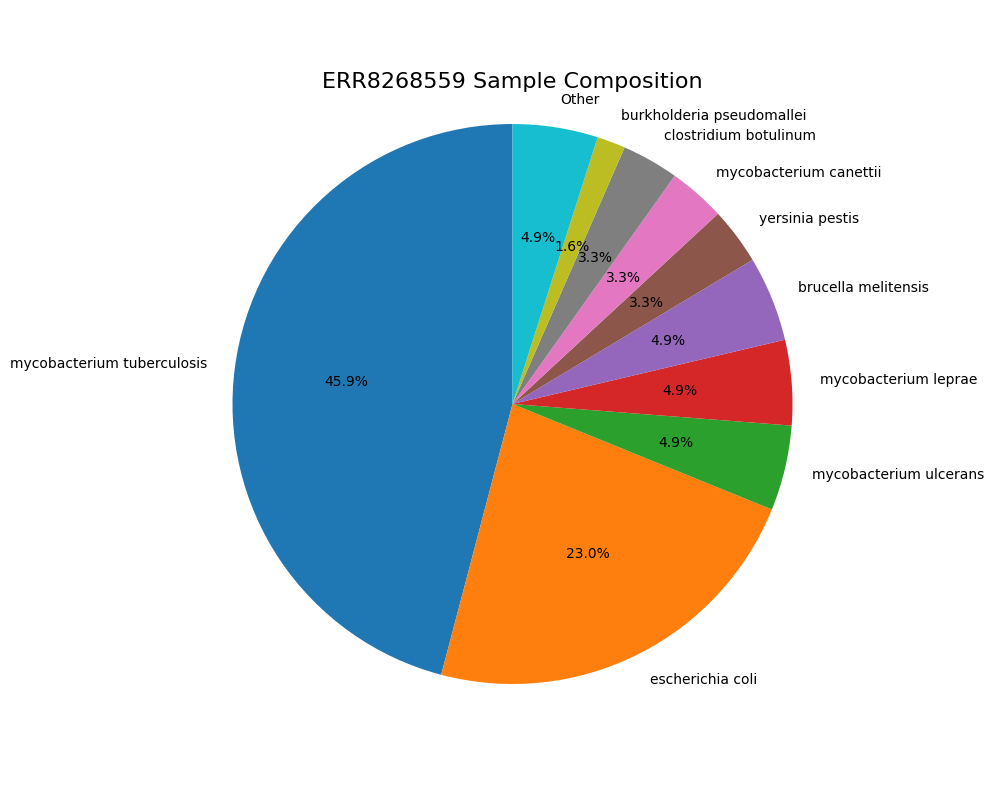 ERR8268559 Sample Composition
Other
burkholderia pseudomallei
clostridium botulinum
mycobacterium canettii
yersinia pestis
brucella melitensis
mycobacterium leprae
mycobacterium ulcerans
escherichia coli
mycobacterium tuberculosis
4.9%
1.6%
3.3%
3.3%
3.3%
4.9%
4.9%
4.9%
23.0%
45.9%